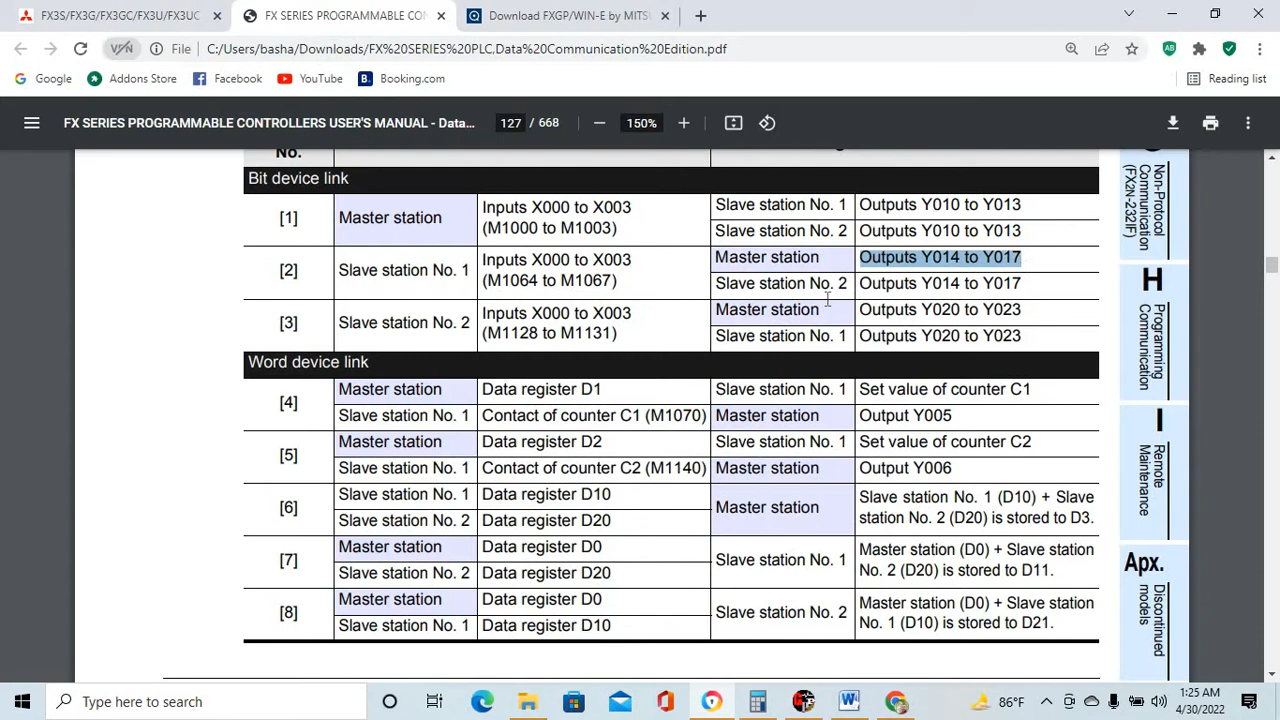 FX3S/FX3G/FX3GC/FX3U/FX3UC
FX SERIES PROGRAMMABLE CON
Download FXGP/WIN-E by MITSU
VPN
File
C:/Users/basha/Downloads/FX%20SERIES%20PLC,Data%20Communication%20Edition.pdf
AB
Google
Addons Store
Facebook
YouTube
B. Booking.com
Reading list
FX SERIES PROGRAMMABLE CONTROLLERS USER'S MANUAL - Data...
127 / 668
150%
No.
Bit device link
[1] Master station Inputs X000 to X003 (M1000 to M1003) Slave station No. 1 Outputs Y010 to Y013
Slave station No. 2 Outputs Y010 to Y013
[2] Slave station No. 1 Inputs X000 to X003 (M1064 to M1067) Master station Outputs Y014 to Y017
Slave station No. 2 Outputs Y014 to Y017
[3] Slave station No. 2 Inputs X000 to X003 (M1128 to M1131) Master station Outputs Y020 to Y023
Slave station No. 1 Outputs Y020 to Y023
Word device link
[4] Master station Data register D1 Slave station No. 1 Set value of counter C1
Slave station No. 1 Contact of counter C1 (M1070) Master station Output Y005
[5] Master station Data register D2 Slave station No. 1 Set value of counter C2
Slave station No. 2 Contact of counter C2 (M1140) Master station Output Y006
[6] Slave station No. 1 Data register D10 Master station Slave station No. 1 (D10) + Slave
Slave station No. 2 Data register D20 station No. 2 (D20) is stored to D3.
[7] Master station Data register D0 Slave station No. 1 Master station (D0) + Slave station
Slave station No. 2 Data register D20 No. 2 (D20) is stored to D11.
[8] Master station Data register D0 Slave station No. 2 Master station (D0) + Slave station
Slave station No. 1 Data register D10 No. 1 (D10) is stored to D21.
Non-Protocol
Communication
(FX2N-232IF)
H
Programming
Communication
I
Remote
Maintenance
Apx.
Discontinued
models
Type here to search
86°F
1:25 AM
4/30/2022